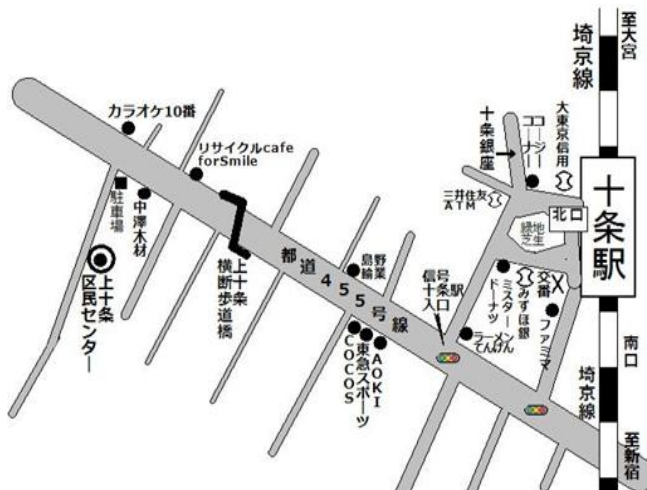 至大宮
埼京線
カラオケ10番
リサイクルcafe
forSmile
十条銀座
コージー
コーナー
大東京信用
三井住友
ATM
北口
十条駅
緑地
芝生
駐車場
中澤木材
上十条
区民センター
上十条
横断歩道橋
都道455号線
島野
輪業
信号
十条駅
入口
ミスター
ドーナツ
みずほ銀
交番
ファミマ
ラーメン
てんけん
COCOS
東急スポーツ
AOKI
南口
埼京線
至新宿